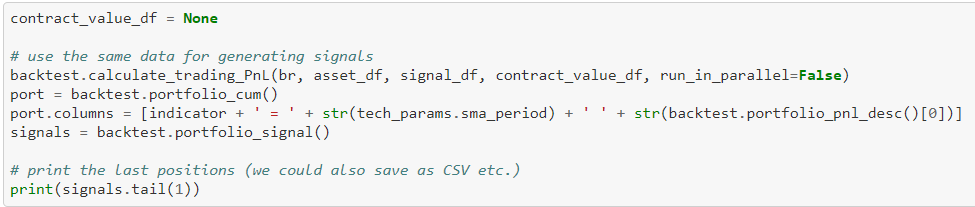 contract_value_df = None
# use the same data for generating signals
backtest.calculate_trading_PnL(br, asset_df, signal_df, contract_value_df, run_in_parallel=False)
port = backtest.portfolio_cum()
port.columns = [indicator + ' = ' + str(tech_params.sma_period) + ' ' + str(backtest.portfolio_pnl_desc()[0])]
signals = backtest.portfolio_signal()
# print the last positions (we could also save as CSV etc.)
print(signals.tail(1))